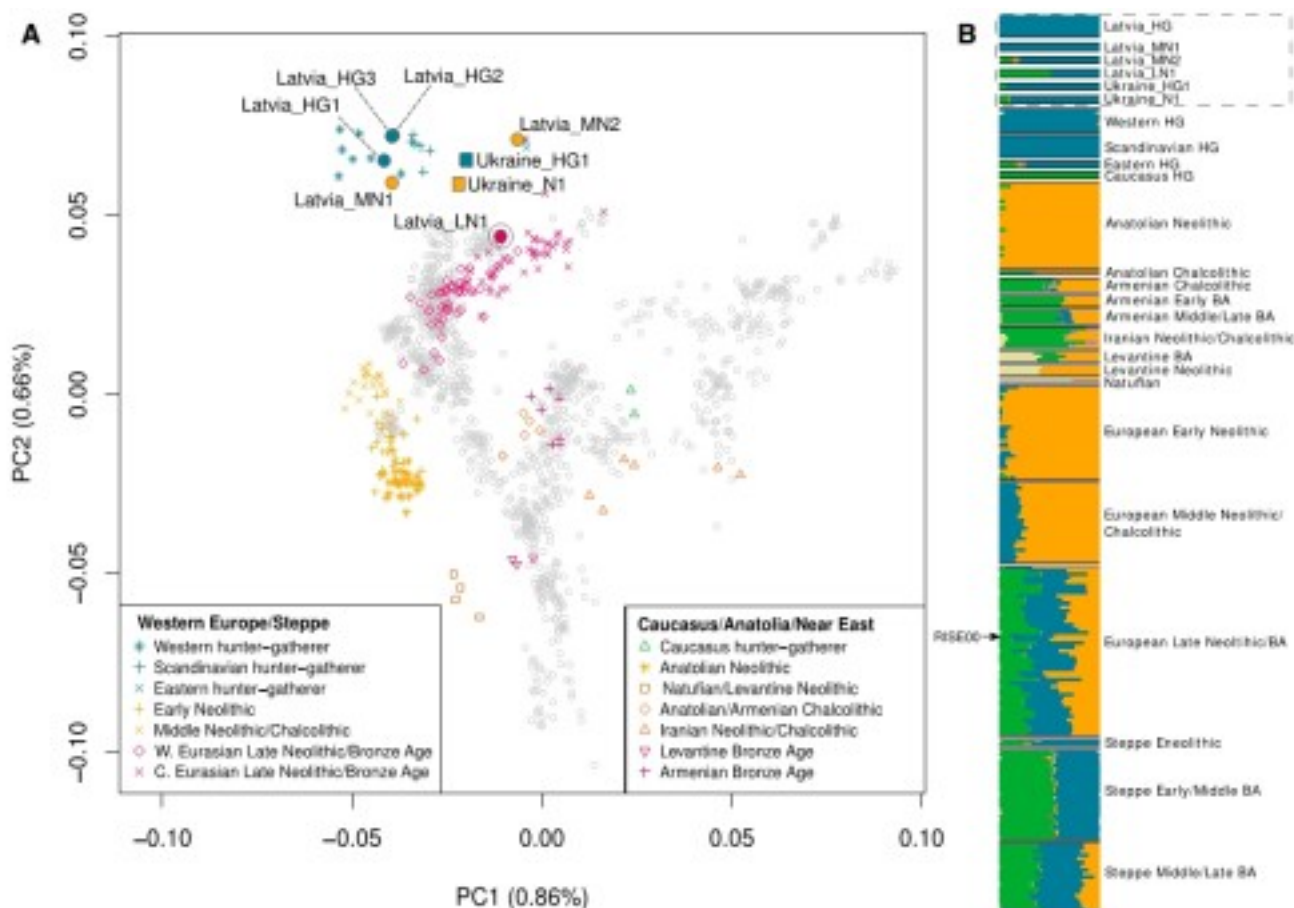 A
B
0.10
0.05
0.00
−0.05
−0.10
PC2 (0.66%)
Latvia_HG3
Latvia_HG2
Latvia_HG1
Latvia_MN2
Ukraine_HG1
Ukraine_N1
Latvia_MN1
Latvia_LN1
Western Europe/Steppe
Western hunter−gatherer
Scandinavian hunter−gatherer
Eastern hunter−gatherer
Early Neolithic
Middle Neolithic/Chalcolithic
W. Eurasian Late Neolithic/Bronze Age
C. Eurasian Late Neolithic/Bronze Age
Caucasus/Anatolia/Near East
Caucasus hunter−gatherer
Anatolian Neolithic
Natufian/Levantine Neolithic
Anatolian/Armenian Chalcolithic
Iranian Neolithic/Chalcolithic
Levantine Bronze Age
Armenian Bronze Age
−0.10
−0.05
0.00
0.05
0.10
PC1 (0.86%)
Latvia_HG
Latvia_MN1
Latvia_MN2
Latvia_LN1
Ukraine_HG1
Ukraine_N1
Western HG
Scandinavian HG
Eastern HG
Caucasus HG
Anatolian Neolithic
Anatolian Chalcolithic
Armenian Chalcolithic
Armenian Early BA
Armenian Middle/Late BA
Iranian Neolithic/Chalcolithic
Levantine BA
Levantine Neolithic
Natufian
European Early Neolithic
European Middle Neolithic/
Chalcolithic
RISE00
European Late Neolithic/BA
Steppe Eneolithic
Steppe Early/Middle BA
Steppe Middle/Late BA